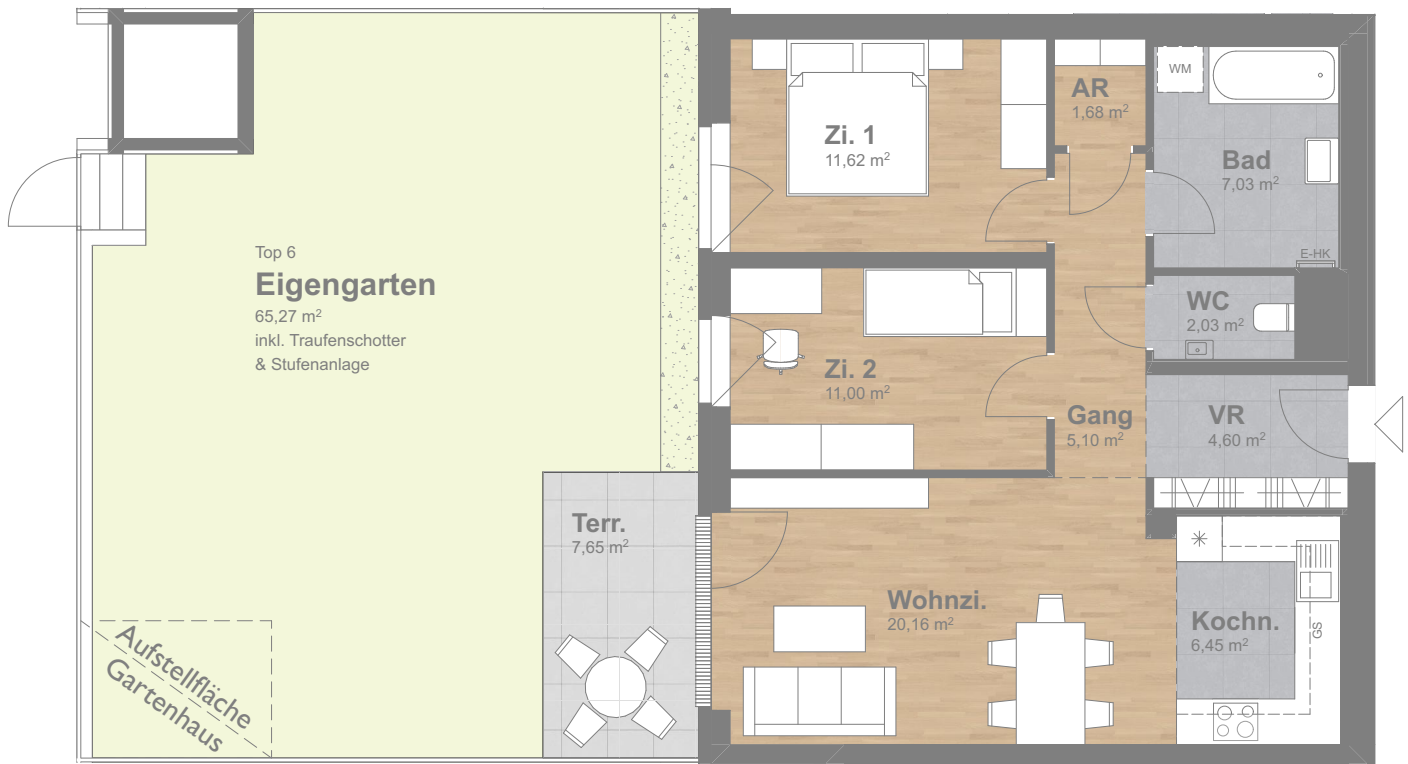 Zi. 1
11,62 m²
AR
1,68 m²
WM
Bad
7,03 m²
E-HK
Top 6
Eigengarten
65,27 m²
inkl. Traufenschotter
& Stufenanlage
WC
2,03 m²
Zi. 2
11,00 m²
Gang
5,10 m²
VR
4,60 m²
Terr.
7,65 m²
Wohnzi.
20,16 m²
Kochn.
6,45 m²
GS
Aufstellfläche
Gartenhaus